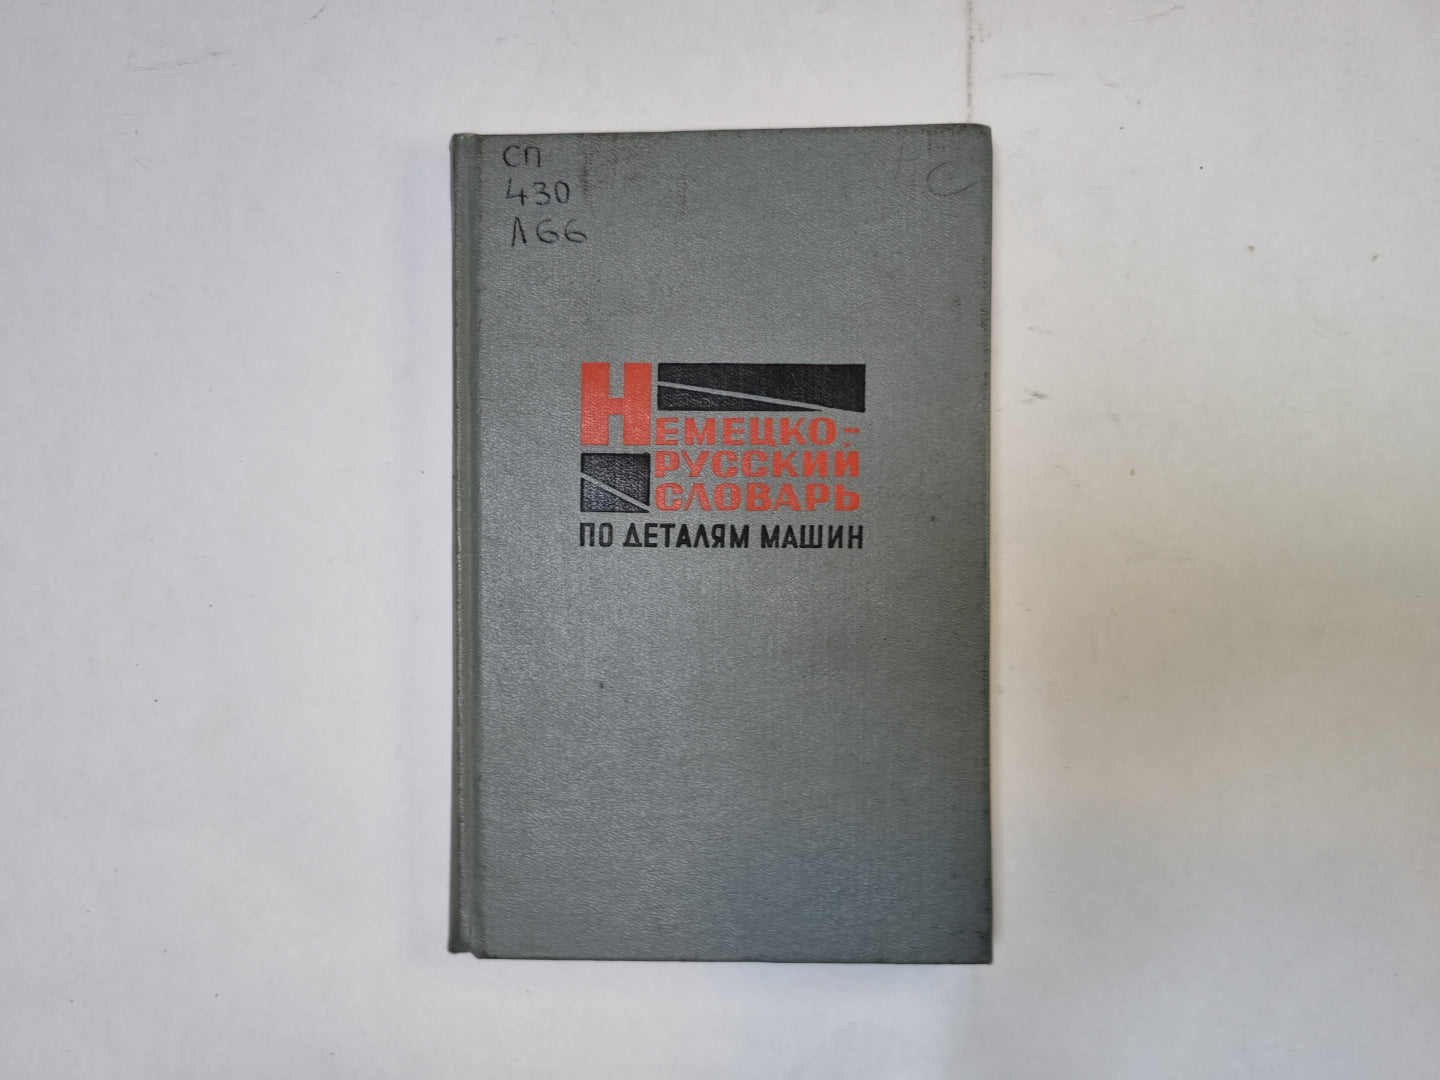 СП
430
Л66
С
НЕМЕЦКО-
РУССКИЙ
СЛОВАРЬ
ПО ДЕТАЛЯМ МАШИН